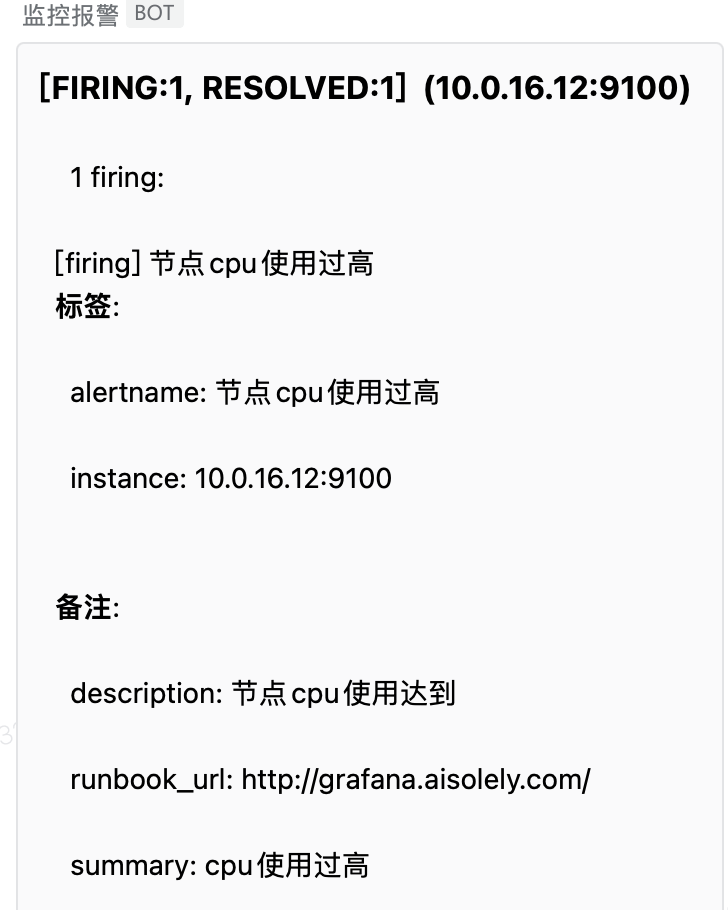 监控报警 BOT
[FIRING:1, RESOLVED:1] (10.0.16.12:9100)
1 firing:
[firing] 节点cpu使用过高
标签:
alertname: 节点cpu使用过高
instance: 10.0.16.12:9100
备注:
description: 节点cpu使用达到
runbook_url: http://grafana.aisolely.com/
summary: cpu使用过高